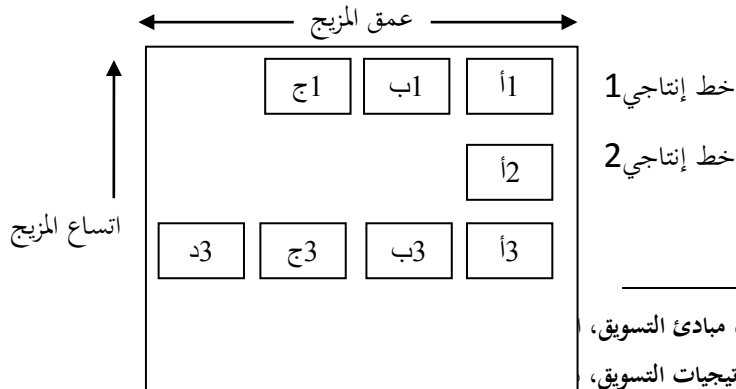 عمق المزيج
خط إنتاجي1
أ1
ب1
ج1
خط إنتاجي2
أ2
اتساع المزيج
أ3
ب3
ج3
د3
مبادئ التسويق،
التسويق،